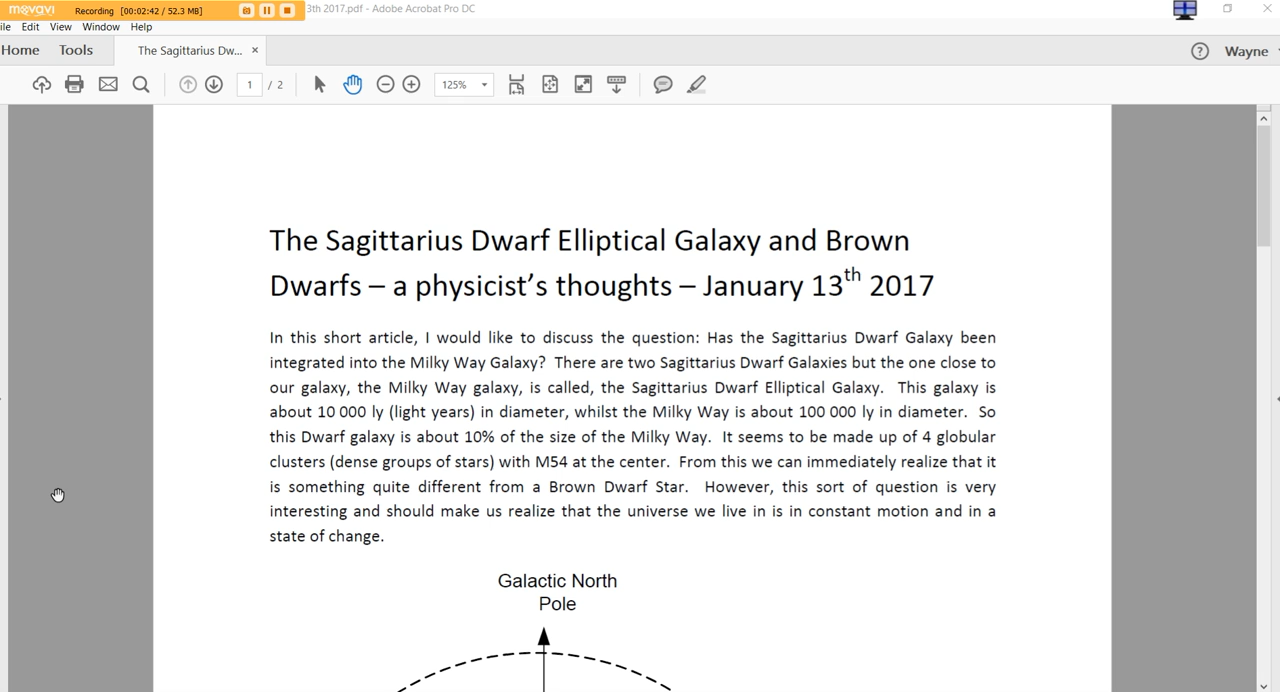 movavi Recording [00:02:42 / 52.3 MB] 3th 2017.pdf - Adobe Acrobat Pro DC
ile Edit View Window Help
Home Tools The Sagittarius Dw... × Wayne
1 / 2 125%
The Sagittarius Dwarf Elliptical Galaxy and Brown
Dwarfs – a physicist’s thoughts – January 13th 2017
In this short article, I would like to discuss the question: Has the Sagittarius Dwarf Galaxy been
integrated into the Milky Way Galaxy? There are two Sagittarius Dwarf Galaxies but the one close to
our galaxy, the Milky Way galaxy, is called, the Sagittarius Dwarf Elliptical Galaxy. This galaxy is
about 10 000 ly (light years) in diameter, whilst the Milky Way is about 100 000 ly in diameter. So
this Dwarf galaxy is about 10% of the size of the Milky Way. It seems to be made up of 4 globular
clusters (dense groups of stars) with M54 at the center. From this we can immediately realize that it
is something quite different from a Brown Dwarf Star. However, this sort of question is very
interesting and should make us realize that the universe we live in is in constant motion and in a
state of change.
Galactic North
Pole